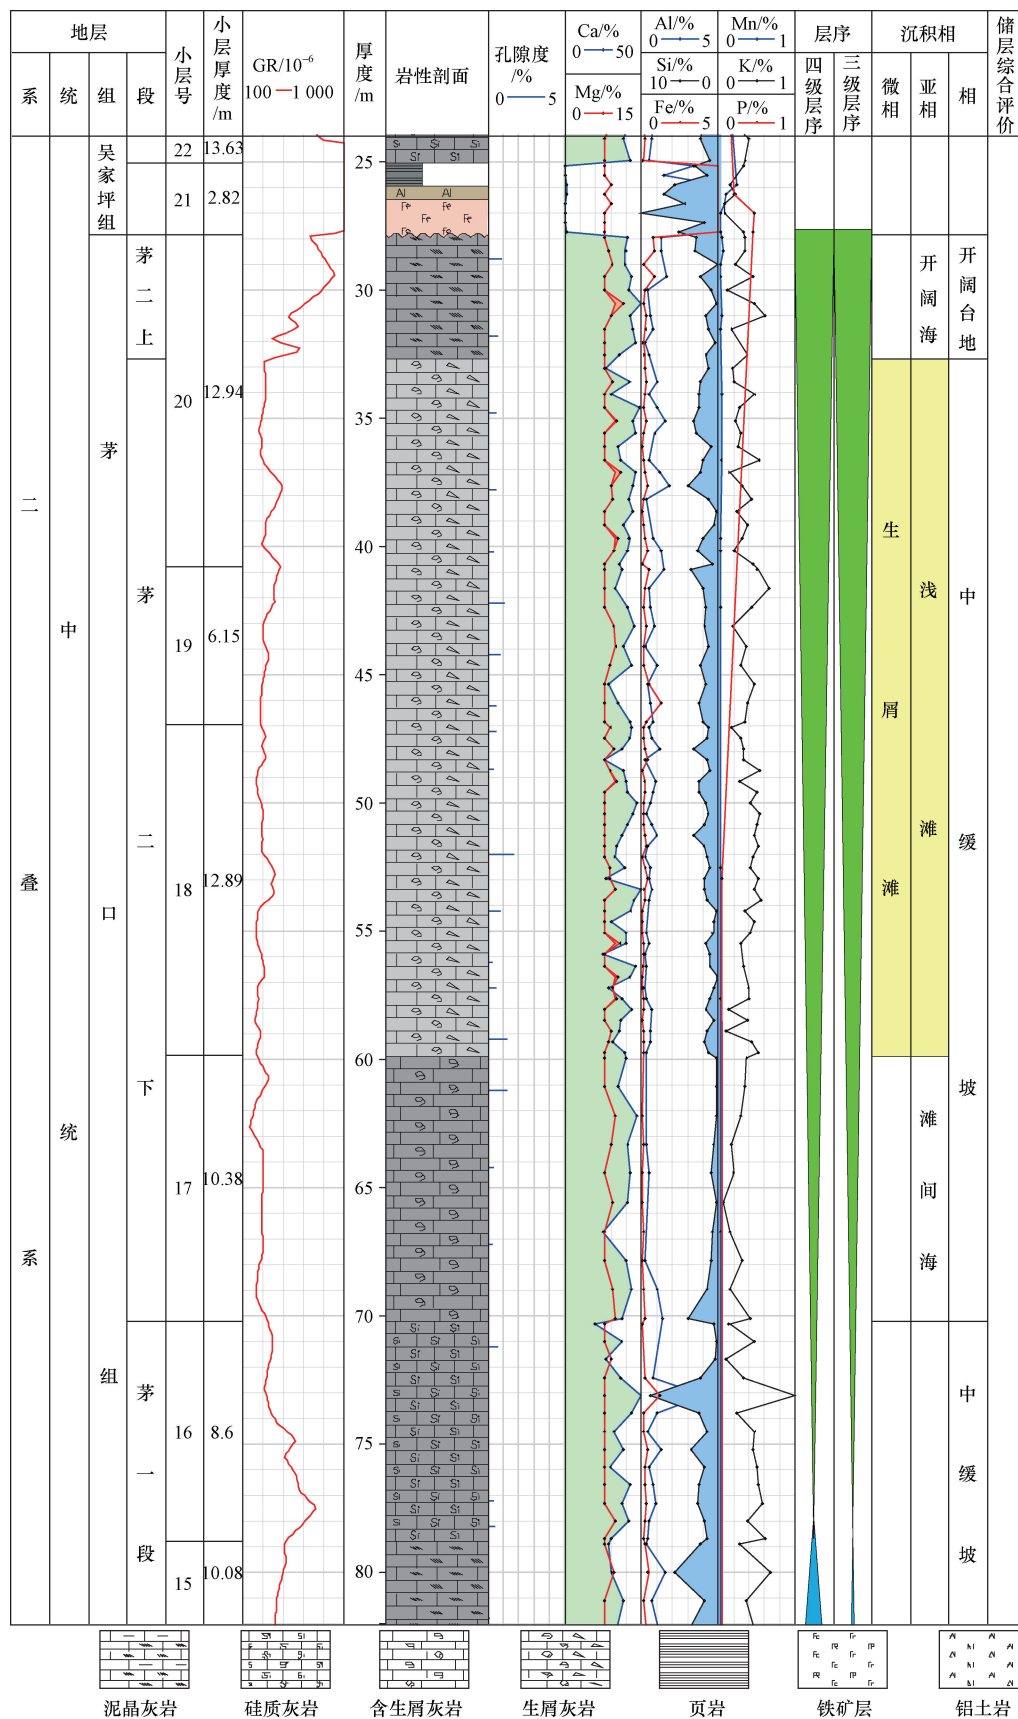 地层
系
统
组
段
小层号
小层厚度/m
GR/10⁻⁶
100 1 000
厚度/m
岩性剖面
孔隙度/%
0 5
Ca/%
0 50
Mg/%
0 15
Al/%
0 5
Si/%
10 0
Fe/%
0 5
Mn/%
0 1
K/%
0 1
P/%
0 1
层序
四级层序
三级层序
沉积相
微相
亚相
相
储层综合评价
二叠系
中统
吴家坪组
茅口组
茅二上
茅二下
茅一段
22 13.63
21 2.82
20 12.94
19 6.15
18 12.89
17 10.38
16 8.6
15 10.08
25
30
35
40
45
50
55
60
65
70
75
80
生屑滩
开阔海
浅滩
滩间海
开阔台地
中缓坡
中缓坡
泥晶灰岩
硅质灰岩
含生屑灰岩
生屑灰岩
页岩
铁矿层
铝土岩